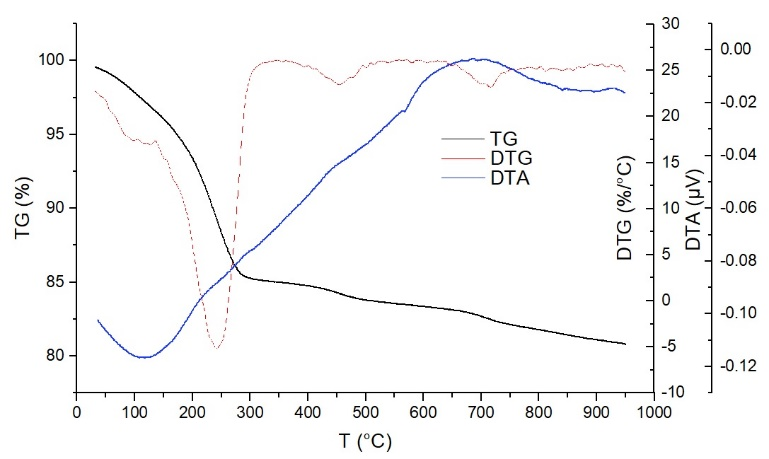 100
95
90
85
80
TG (%)
0 100 200 300 400 500 600 700 800 900 1000
T (°C)
TG
DTG
DTA
30
25
20
15
10
5
0
-5
-10
DTG (%/°C)
0.00
-0.02
-0.04
-0.06
-0.08
-0.10
-0.12
DTA (µV)